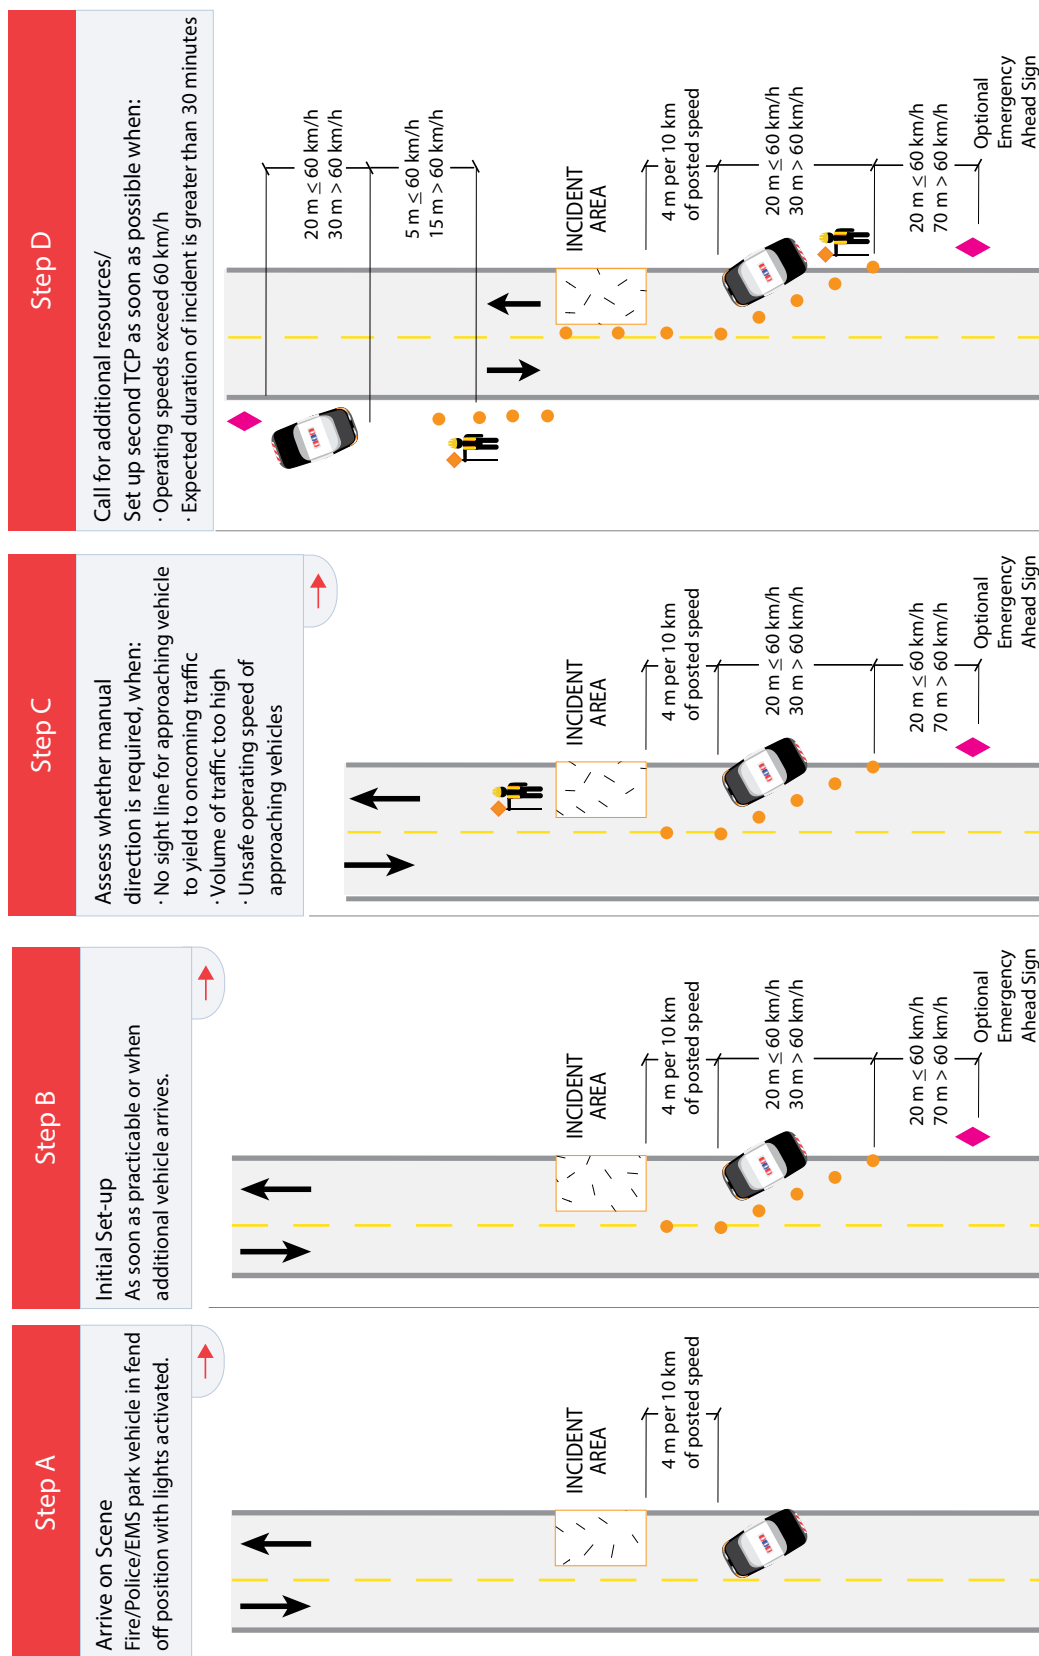 Step A
Arrive on Scene
Fire/Police/EMS park vehicle in fend
off position with lights activated.
INCIDENT
AREA
4 m per 10 km
of posted speed
Step B
Initial Set-up
As soon as practicable or when
additional vehicle arrives.
INCIDENT
AREA
4 m per 10 km
of posted speed
20 m ≤ 60 km/h
30 m > 60 km/h
20 m ≤ 60 km/h
70 m > 60 km/h
Optional
Emergency
Ahead Sign
Step C
Assess whether manual
direction is required, when:
· No sight line for approaching vehicle
to yield to oncoming traffic
· Volume of traffic too high
· Unsafe operating speed of
approaching vehicles
INCIDENT
AREA
4 m per 10 km
of posted speed
20 m ≤ 60 km/h
30 m > 60 km/h
20 m ≤ 60 km/h
70 m > 60 km/h
Optional
Emergency
Ahead Sign
Step D
Call for additional resources/
Set up second TCP as soon as possible when:
· Operating speeds exceed 60 km/h
· Expected duration of incident is greater than 30 minutes
20 m ≤ 60 km/h
30 m > 60 km/h
5 m ≤ 60 km/h
15 m > 60 km/h
INCIDENT
AREA
4 m per 10 km
of posted speed
20 m ≤ 60 km/h
30 m > 60 km/h
20 m ≤ 60 km/h
70 m > 60 km/h
Optional
Emergency
Ahead Sign